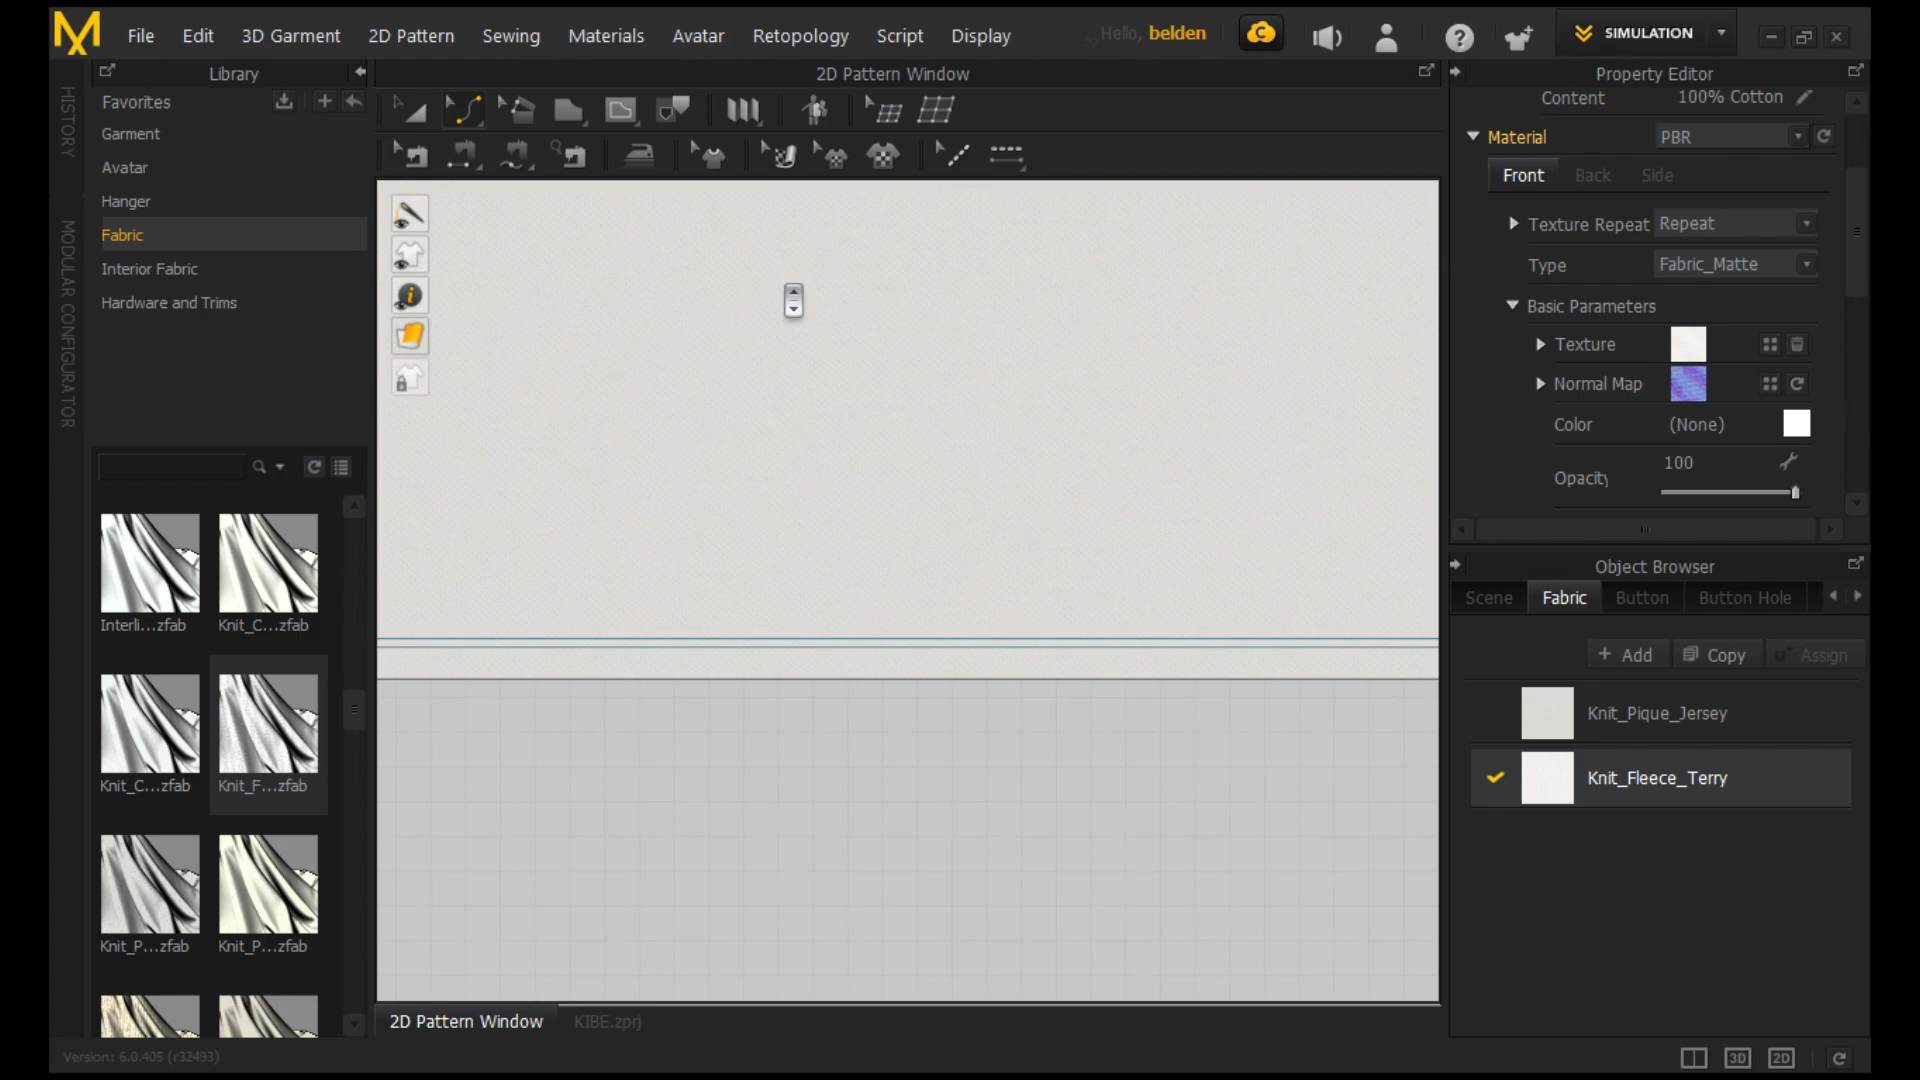 File Edit 3D Garment 2D Pattern Sewing Materials Avatar Retopology Script Display Hello, belden SIMULATION
Library 2D Pattern Window Property Editor
HISTORY
MODULAR CONFIGURATOR
Favorites
Garment
Avatar
Hanger
Fabric
Interior Fabric
Hardware and Trims
Interli...zfab Knit_C...zfab
Knit_C...zfab Knit_F...zfab
Knit_P...zfab Knit_P...zfab
Content 100% Cotton
Material PBR
Front Back Side
Texture Repeat Repeat
Type Fabric_Matte
Basic Parameters
Texture
Normal Map
Color (None)
Opacity 100
Object Browser
Scene Fabric Button Button Hole
+ Add Copy Assign
Knit_Pique_Jersey
Knit_Fleece_Terry
2D Pattern Window KIBE.zprj
Version: 6.0.405 (r32493) 3D 2D